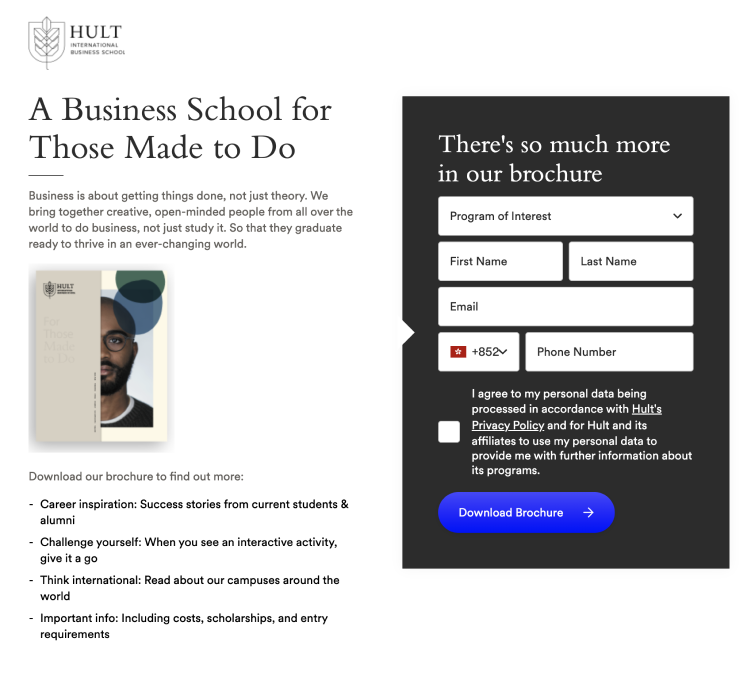 HULT
INTERNATIONAL
BUSINESS SCHOOL
A Business School for
Those Made to Do
Business is about getting things done, not just theory. We
bring together creative, open-minded people from all over the
world to do business, not just study it. So that they graduate
ready to thrive in an ever-changing world.
HULT
For
Those
Made
to Do
Download our brochure to find out more:
- Career inspiration: Success stories from current students &
alumni
- Challenge yourself: When you see an interactive activity,
give it a go
- Think international: Read about our campuses around the
world
- Important info: Including costs, scholarships, and entry
requirements
There's so much more
in our brochure
Program of Interest
First Name Last Name
Email
+852 Phone Number
I agree to my personal data being
processed in accordance with Hult's
Privacy Policy and for Hult and its
affiliates to use my personal data to
provide me with further information about
its programs.
Download Brochure →